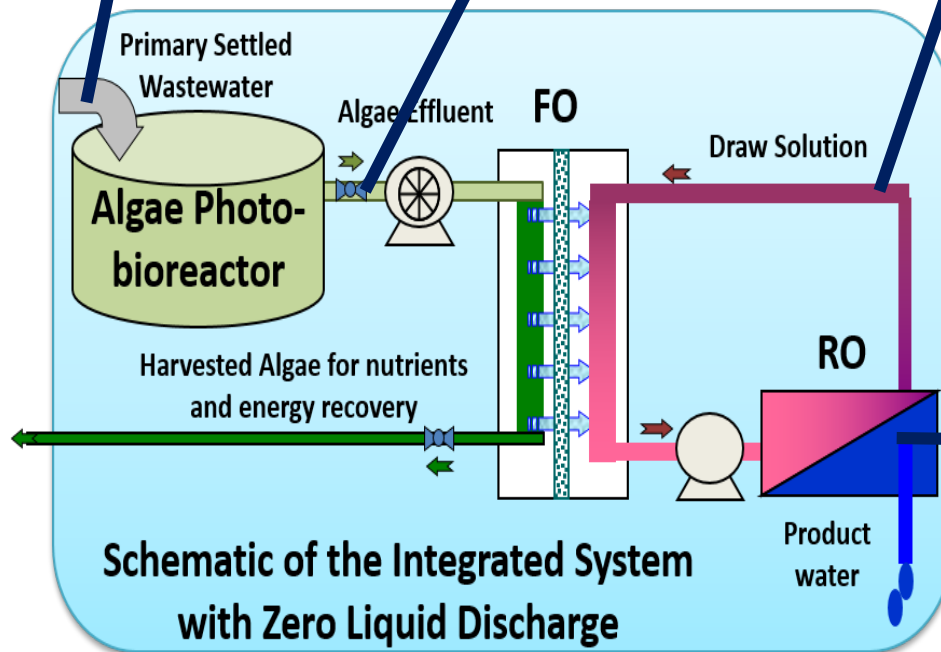 Primary Settled
Wastewater
Algae Effluent
FO
Draw Solution
Algae Photo-
bioreactor
Harvested Algae for nutrients
and energy recovery
RO
Product
water
Schematic of the Integrated System
with Zero Liquid Discharge